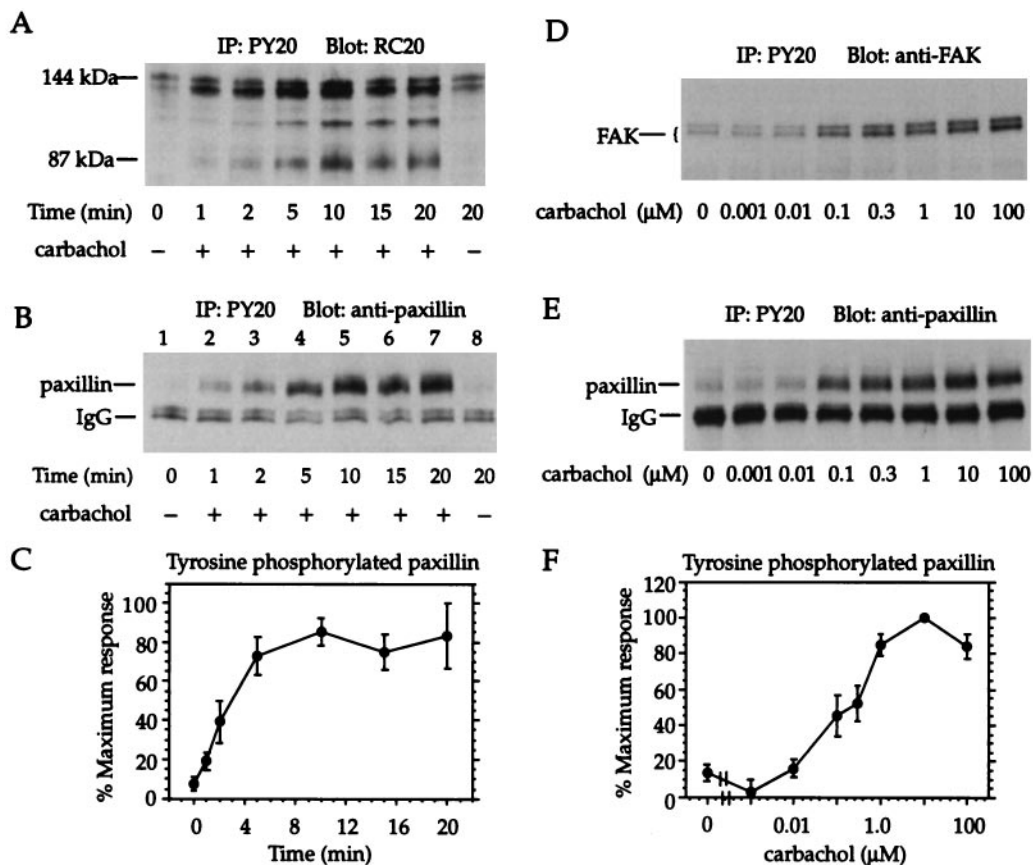 A
IP: PY20 Blot: RC20
144 kDa
87 kDa
Time (min) 0 1 2 5 10 15 20 20
carbachol – + + + + + + –
B
IP: PY20 Blot: anti-paxillin
1 2 3 4 5 6 7 8
paxillin
IgG
Time (min) 0 1 2 5 10 15 20 20
carbachol – + + + + + + –
C
Tyrosine phosphorylated paxillin
% Maximum response
100
80
60
40
20
0
0 4 8 12 16 20
Time (min)
D
IP: PY20 Blot: anti-FAK
FAK { 
carbachol (µM) 0 0.001 0.01 0.1 0.3 1 10 100
E
IP: PY20 Blot: anti-paxillin
paxillin
IgG
carbachol (µM) 0 0.001 0.01 0.1 0.3 1 10 100
F
Tyrosine phosphorylated paxillin
% Maximum response
120
100
80
60
40
20
0
0 0.01 1.0 100
carbachol (µM)